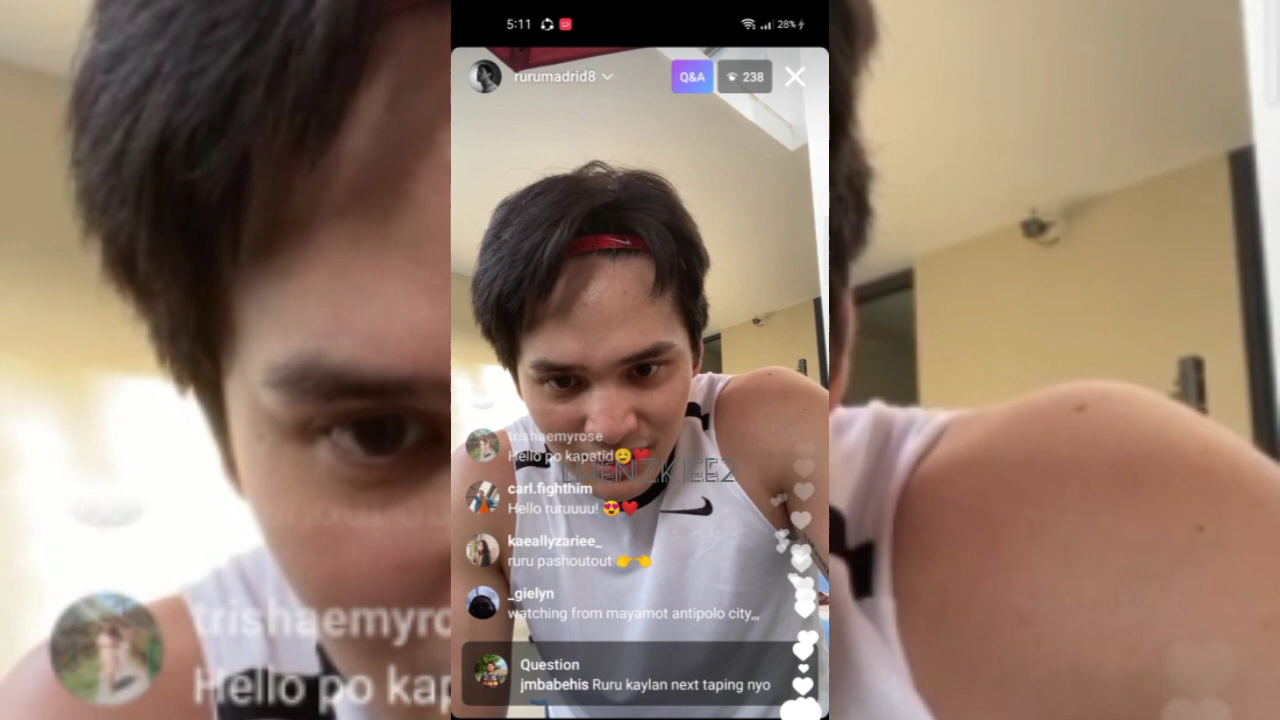 5:11
28%
rurumadrid8
Q&A
238
trishaemyrose
Hello po kapatid😊❤️
carl.fighthim
Hello ruruuuu! 😍❤️
kaeallyzariee_
ruru pashoutout 👉👈
_gielyn
watching from mayamot antipolo city...
Question
jmbabehis Ruru kaylan next taping nyo
trishaemyro
Hello po kap